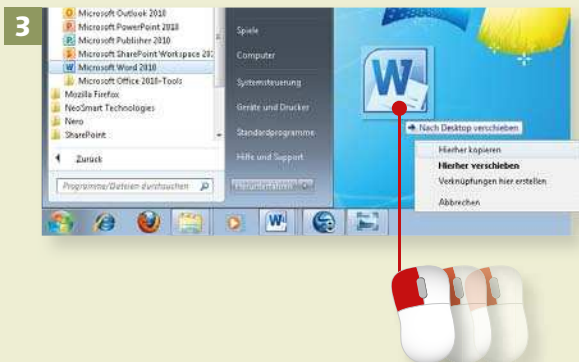 3
Microsoft Outlook 2010
Microsoft PowerPoint 2010
Microsoft Publisher 2010
Microsoft SharePoint Workspace 20
Microsoft Word 2010
Microsoft Office 2010-Tools
Mozilla Firefox
NeoSmart Technologies
Nero
SharePoint
Zurück
Programme/Dateien durchsuchen
Spiele
Computer
Systemsteuerung
Geräte und Drucker
Standardprogramme
Hilfe und Support
Herunterfahren
W
Nach Desktop verschieben
Hierher kopieren
Hierher verschieben
Verknüpfungen hier erstellen
Abbrechen